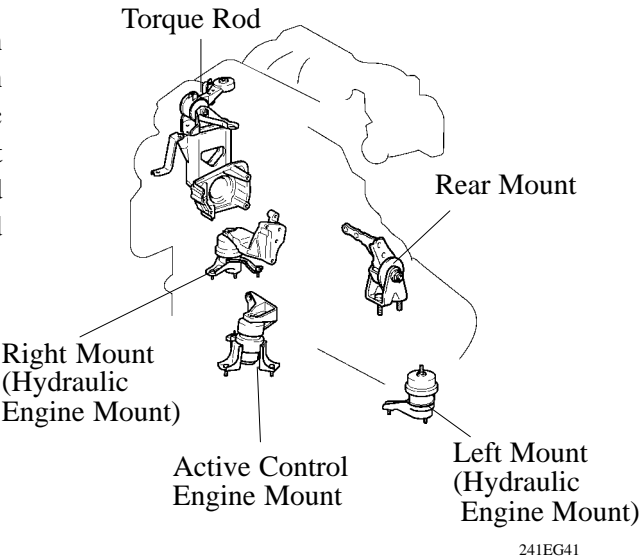 Torque Rod
Rear Mount
Right Mount
(Hydraulic
Engine Mount)
Active Control
Engine Mount
Left Mount
(Hydraulic
Engine Mount)
241EG41